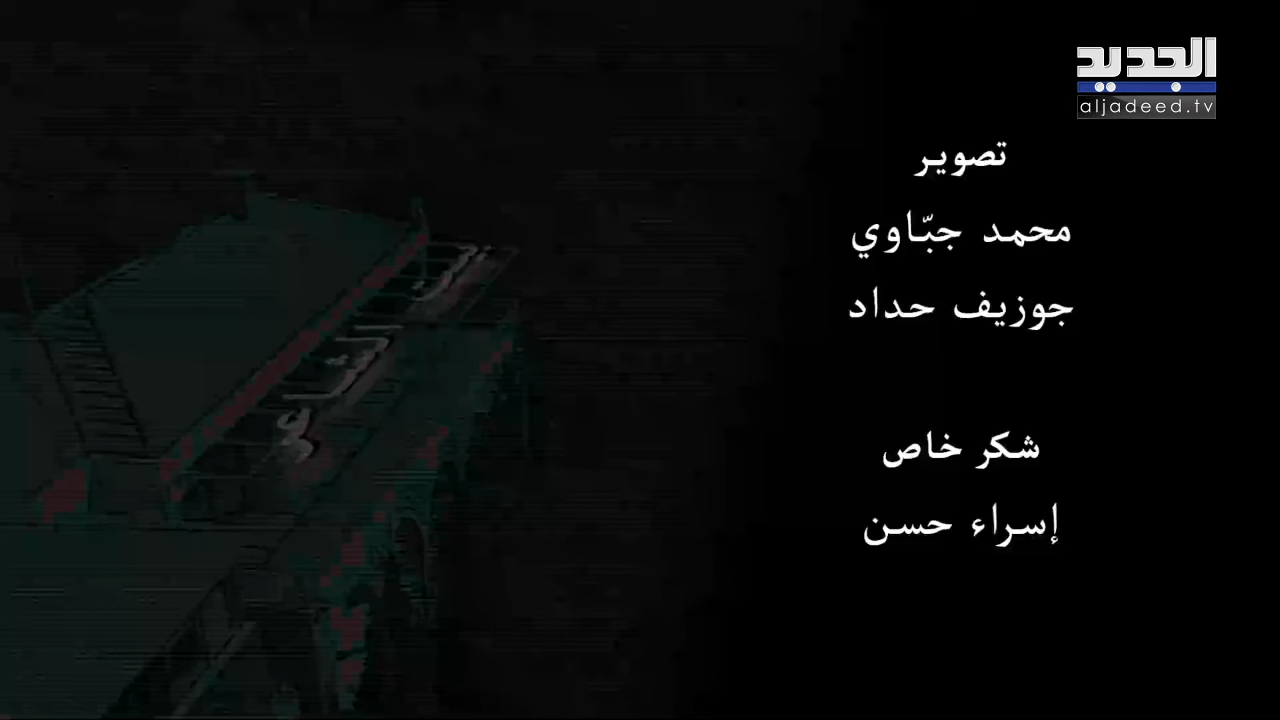 الجديد
aljadeed.tv
تصوير
محمد جبّاوي
جوزيف حداد
شكر خاص
إسراء حسن